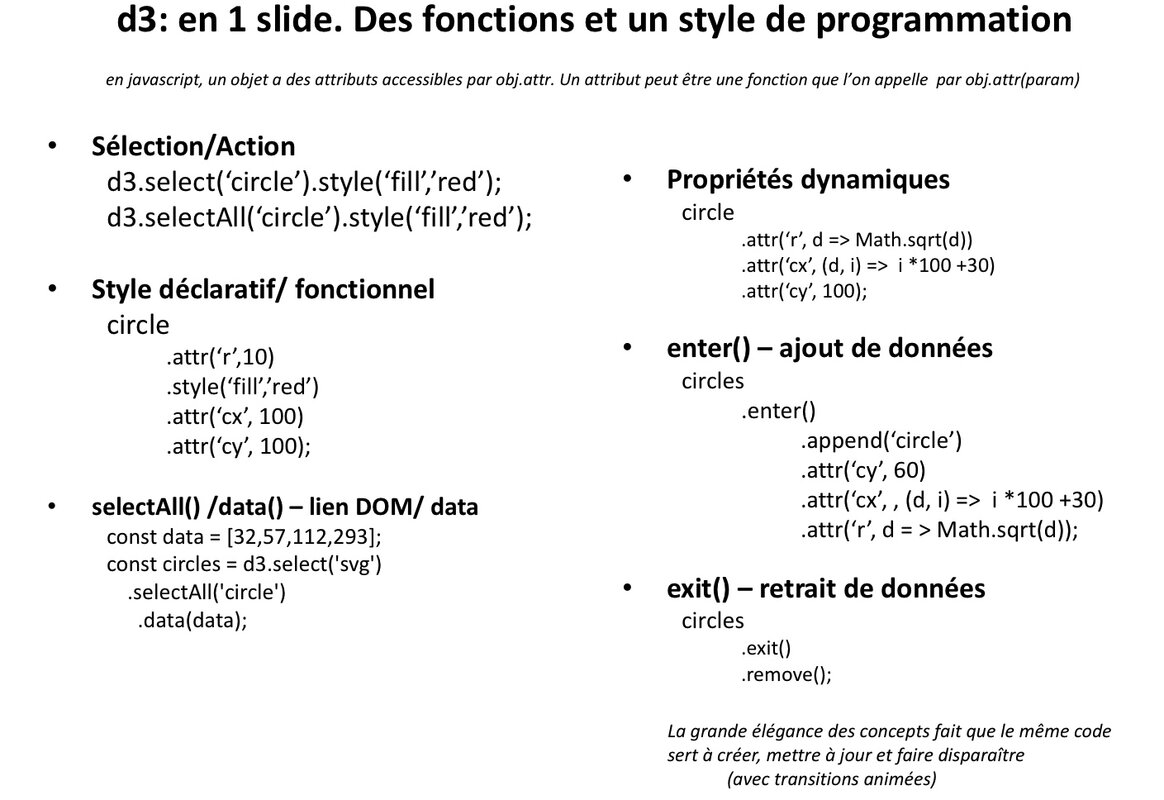 d3: en 1 slide. Des fonctions et un style de programmation
en javascript, un objet a des attributs accessibles par obj.attr. Un attribut peut être une fonction que l’on appelle  par obj.attr(param)
• Sélection/Action
d3.select(‘circle’).style(‘fill’,’red’);
d3.selectAll(‘circle’).style(‘fill’,’red’);
• Style déclaratif/ fonctionnel
circle
.attr(‘r’,10)
.style(‘fill’,’red’)
.attr(‘cx’, 100)
.attr(‘cy’, 100);
• selectAll() /data() – lien DOM/ data
const data = [32,57,112,293];
const circles = d3.select('svg')
.selectAll('circle')
.data(data);
• Propriétés dynamiques
circle
.attr(‘r’, d => Math.sqrt(d))
.attr(‘cx’, (d, i) =>  i *100 +30)
.attr(‘cy’, 100);
• enter() – ajout de données
circles
.enter()
.append(‘circle’)
.attr(‘cy’, 60)
.attr(‘cx’, , (d, i) =>  i *100 +30)
.attr(‘r’, d = > Math.sqrt(d));
• exit() – retrait de données
circles
.exit()
.remove();
La grande élégance des concepts fait que le même code
sert à créer, mettre à jour et faire disparaître
(avec transitions animées)